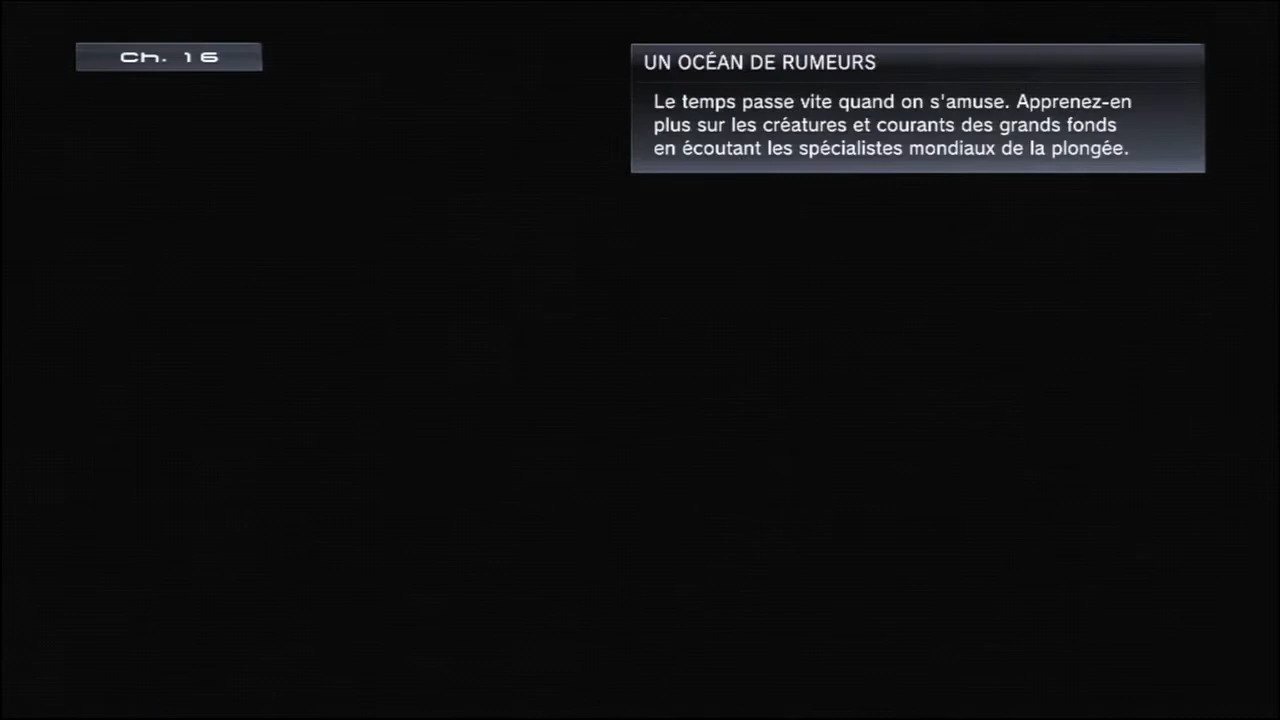 Ch. 16
UN OCÉAN DE RUMEURS
Le temps passe vite quand on s'amuse. Apprenez-en
plus sur les créatures et courants des grands fonds
en écoutant les spécialistes mondiaux de la plongée.